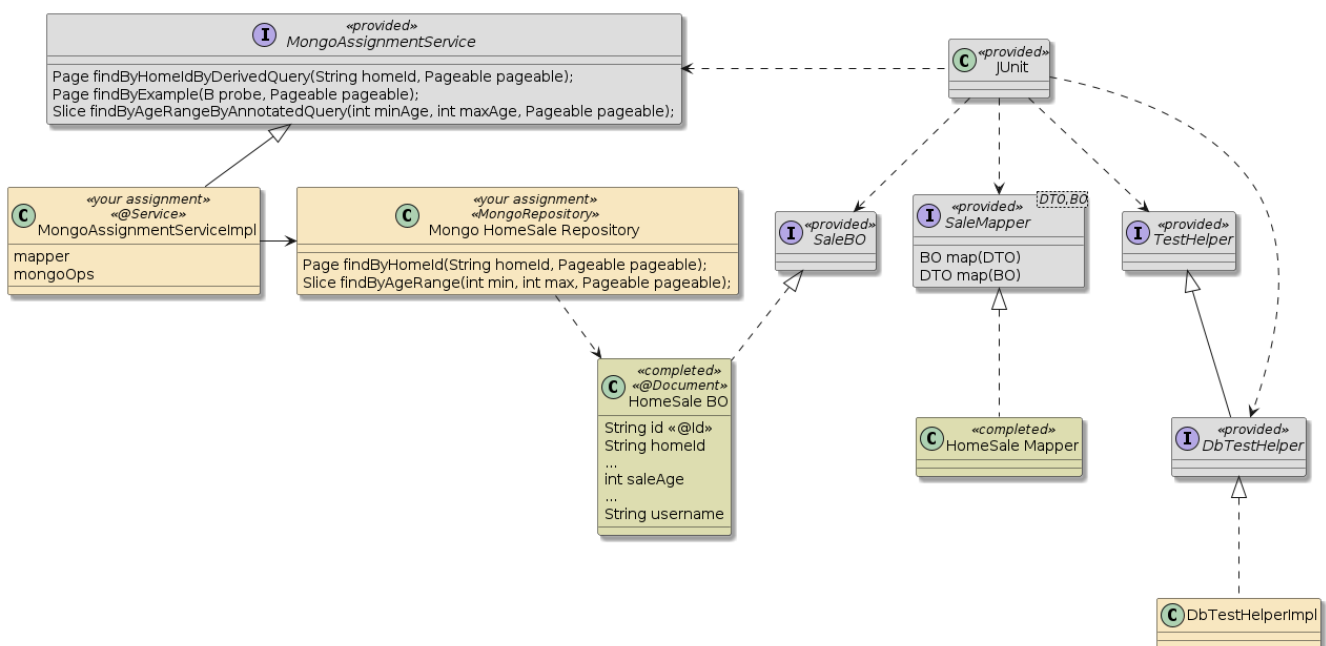 «provided»
I
MongoAssignmentService
Page findByHomeIdByDerivedQuery(String homeId, Pageable pageable);
Page findByExample(B probe, Pageable pageable);
Slice findByAgeRangeByAnnotatedQuery(int minAge, int maxAge, Pageable pageable);
C
«provided»
JUnit
«your assignment»
«@Service»
C
MongoAssignmentServiceImpl
mapper
mongoOps
«your assignment»
C
«MongoRepository»
Mongo HomeSale Repository
Page findByHomeId(String homeId, Pageable pageable);
Slice findByAgeRange(int min, int max, Pageable pageable);
I
«provided»
SaleBO
DTO,BO
I
«provided»
SaleMapper
BO map(DTO)
DTO map(BO)
I
«provided»
TestHelper
«completed»
C
«@Document»
HomeSale BO
String id «@Id»
String homeId
...
int saleAge
...
String username
C
«completed»
HomeSale Mapper
I
«provided»
DbTestHelper
C
DbTestHelperImpl